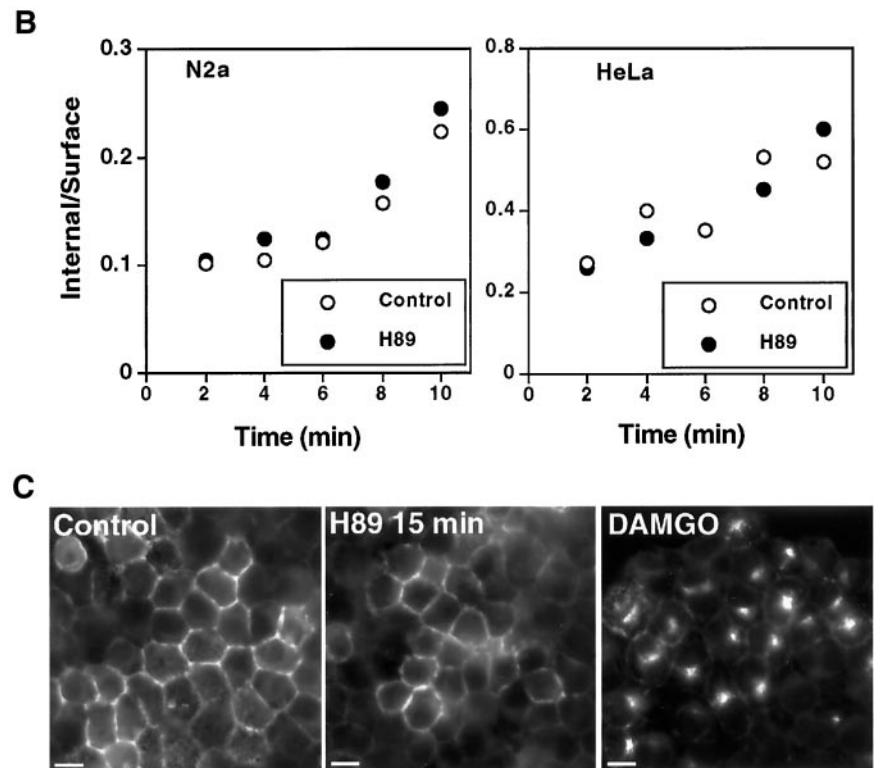 B
N2a
0.3
0.2
0.1
0
Internal/Surface
Control
H89
0 2 4 6 8 10
Time (min)
HeLa
0.8
0.6
0.4
0.2
0
Control
H89
0 2 4 6 8 10
Time (min)
C
Control
H89 15 min
DAMGO